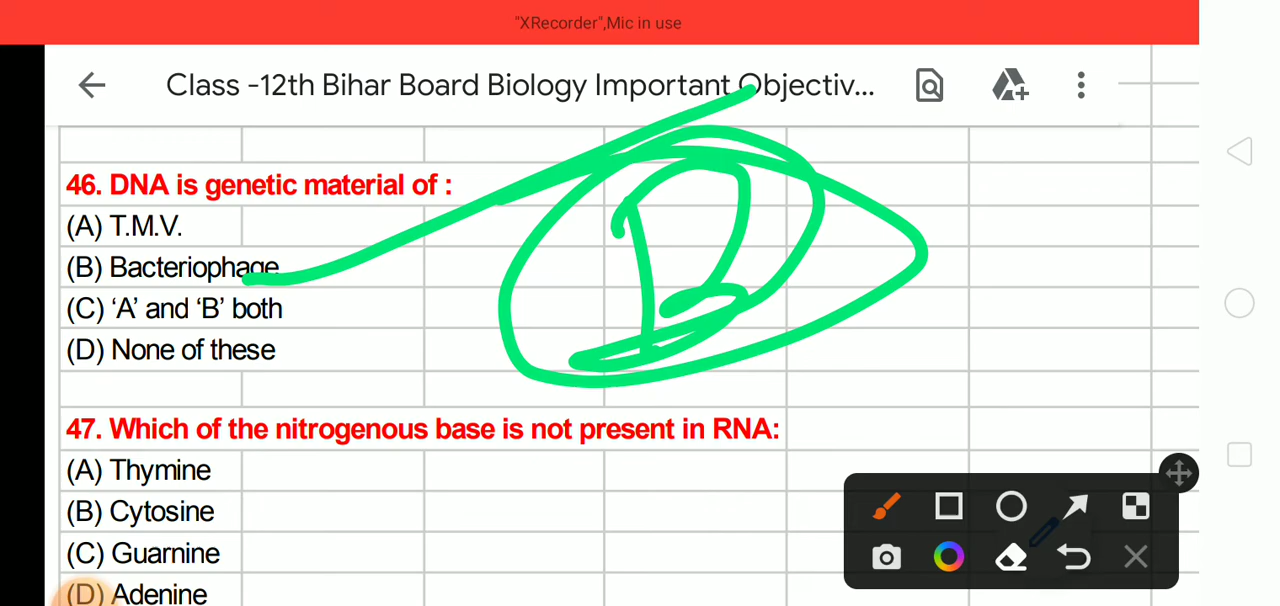 "XRecorder",Mic in use
Class -12th Bihar Board Biology Important Objectiv...
46. DNA is genetic material of :
(A) T.M.V.
(B) Bacteriophage
(C) ‘A’ and ‘B’ both
(D) None of these
47. Which of the nitrogenous base is not present in RNA:
(A) Thymine
(B) Cytosine
(C) Guarnine
(D) Adenine